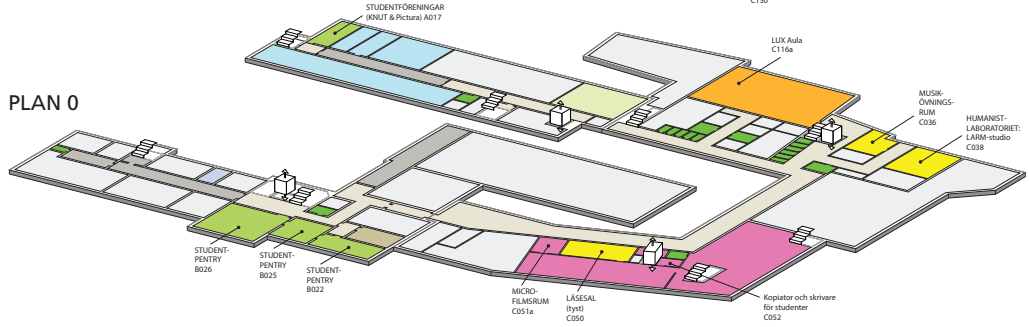 C130
STUDENTFÖRENINGAR
(KNUT & Pictura) A017
LUX Aula
C116a
PLAN 0
MUSIK-
ÖVNINGS-
RUM
C036
HUMANIST-
LABORATORIET:
LARM-studio
C038
STUDENT-
PENTRY
B026
STUDENT-
PENTRY
B025
STUDENT-
PENTRY
B022
MICRO-
FILMSRUM
C051a
LÄSESAL
(tyst)
C050
Kopiator och skrivare
för studenter
C052